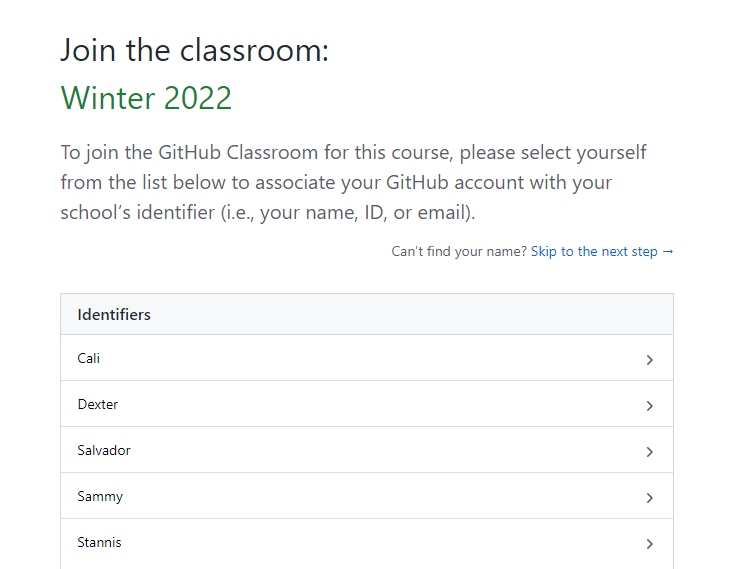 Join the classroom:
Winter 2022
To join the GitHub Classroom for this course, please select yourself
from the list below to associate your GitHub account with your
school’s identifier (i.e., your name, ID, or email).
Can’t find your name? Skip to the next step →
Identifiers
Cali
Dexter
Salvador
Sammy
Stannis